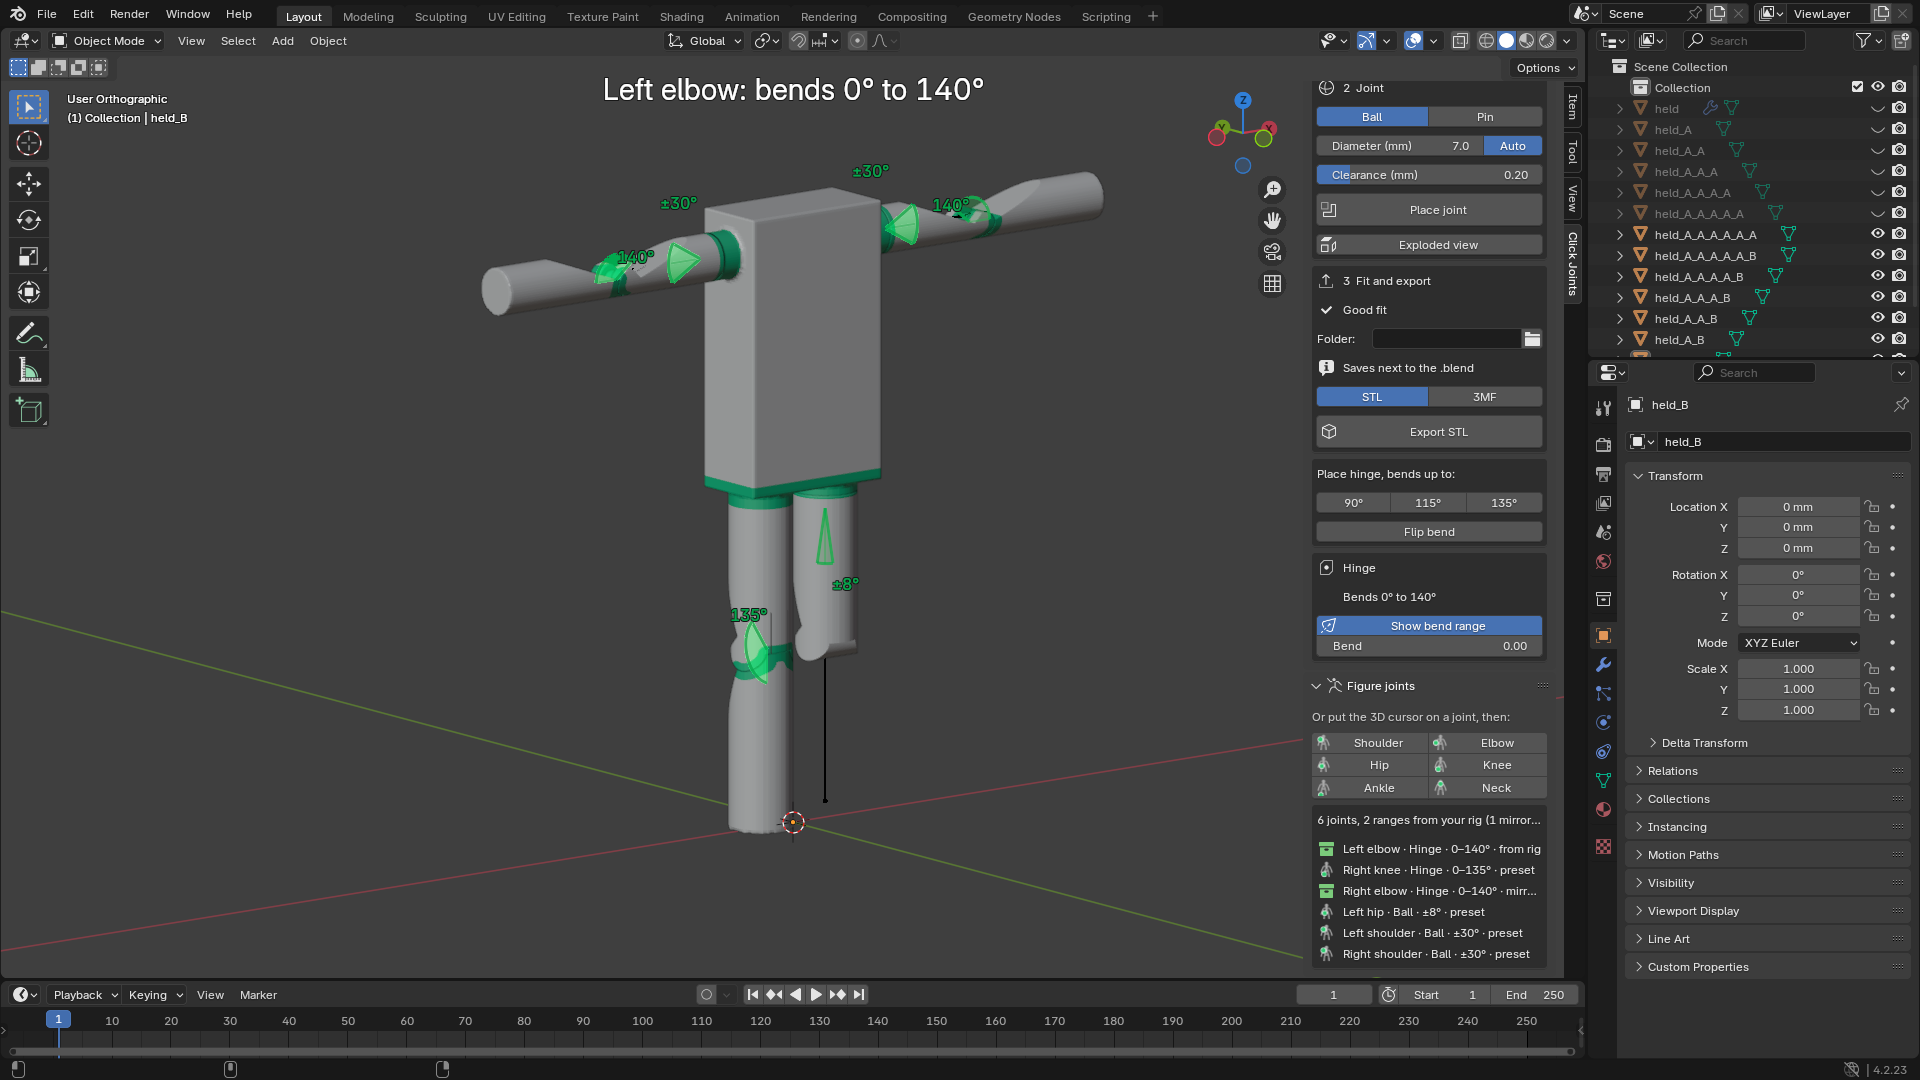 File Edit Render Window Help
Layout Modeling Sculpting UV Editing Texture Paint Shading Animation Rendering Compositing Geometry Nodes Scripting
Scene
ViewLayer
Object Mode View Select Add Object
Global
Search
Options
User Orthographic
(1) Collection | held_B
Left elbow: bends 0° to 140°
±30°
±30°
140°
140°
±8°
135°
Z
Y
X
Item
Tool
View
Click Joints
2 Joint
Ball Pin
Diameter (mm) 7.0 Auto
Clearance (mm) 0.20
Place joint
Exploded view
3 Fit and export
Good fit
Folder:
Saves next to the .blend
STL 3MF
Export STL
Place hinge, bends up to:
90° 115° 135°
Flip bend
Hinge
Bends 0° to 140°
Show bend range
Bend 0.00
Figure joints
Or put the 3D cursor on a joint, then:
Shoulder Elbow
Hip Knee
Ankle Neck
6 joints, 2 ranges from your rig (1 mirror...
Left elbow · Hinge · 0–140° · from rig
Right knee · Hinge · 0–135° · preset
Right elbow · Hinge · 0–140° · mirr...
Left hip · Ball · ±8° · preset
Left shoulder · Ball · ±30° · preset
Right shoulder · Ball · ±30° · preset
Scene Collection
Collection
held
held_A
held_A_A
held_A_A_A
held_A_A_A_A
held_A_A_A_A_A
held_A_A_A_A_A_A
held_A_A_A_A_A_B
held_A_A_A_A_B
held_A_A_A_B
held_A_A_B
held_A_B
Search
held_B
held_B
Transform
Location X 0 mm
Y 0 mm
Z 0 mm
Rotation X 0°
Y 0°
Z 0°
Mode XYZ Euler
Scale X 1.000
Y 1.000
Z 1.000
Delta Transform
Relations
Collections
Instancing
Motion Paths
Visibility
Viewport Display
Line Art
Custom Properties
Playback Keying View Marker
1 Start 1 End 250
1 10 20 30 40 50 60 70 80 90 100 110 120 130 140 150 160 170 180 190 200 210 220 230 240 250
4.2.23